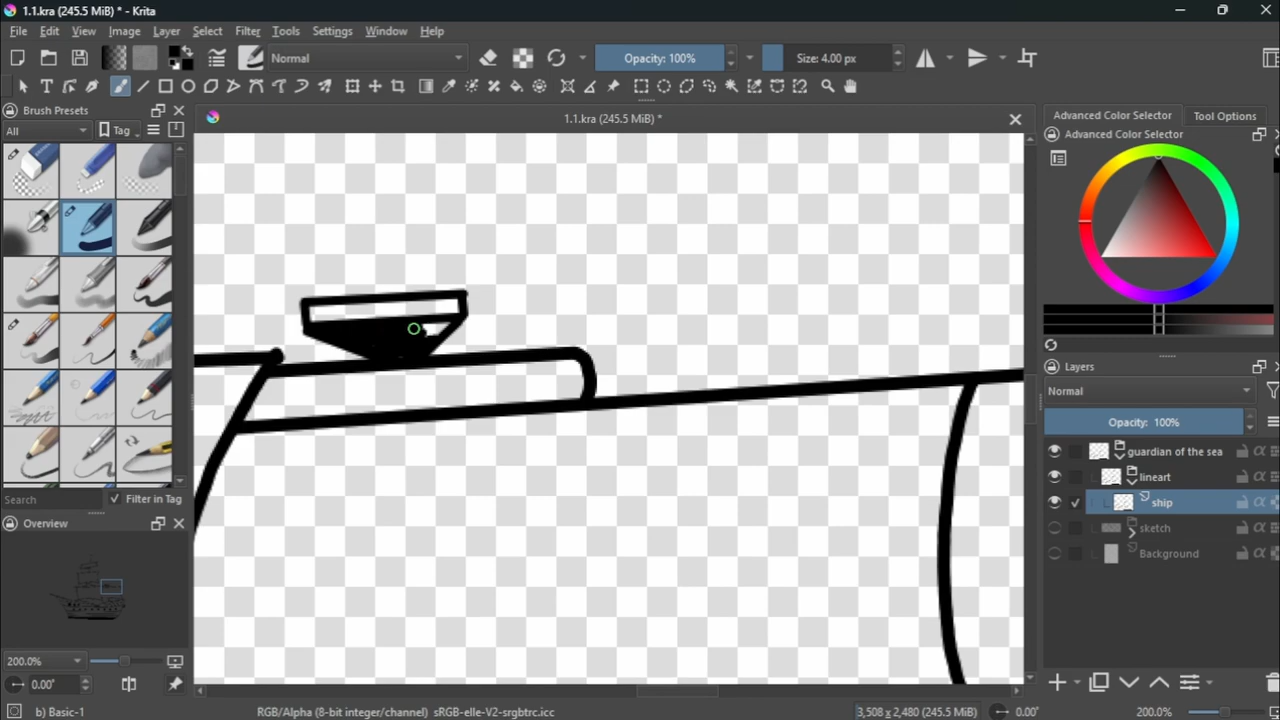 1.1.kra (245.5 MiB) * - Krita
File Edit View Image Layer Select Filter Tools Settings Window Help
Normal Opacity: 100% Size: 4.00 px
Brush Presets 1.1.kra (245.5 MiB) * Advanced Color Selector Tool Options
All Tag Advanced Color Selector
Layers
Normal
Opacity: 100%
guardian of the sea
lineart
ship
Search Filter in Tag
Overview
sketch
Background
200.0%
0.00°
b) Basic-1 RGB/Alpha (8-bit integer/channel) sRGB-elle-V2-srgbtrc.icc 3,508 x 2,480 (245.5 MiB) 0.00° 200.0%